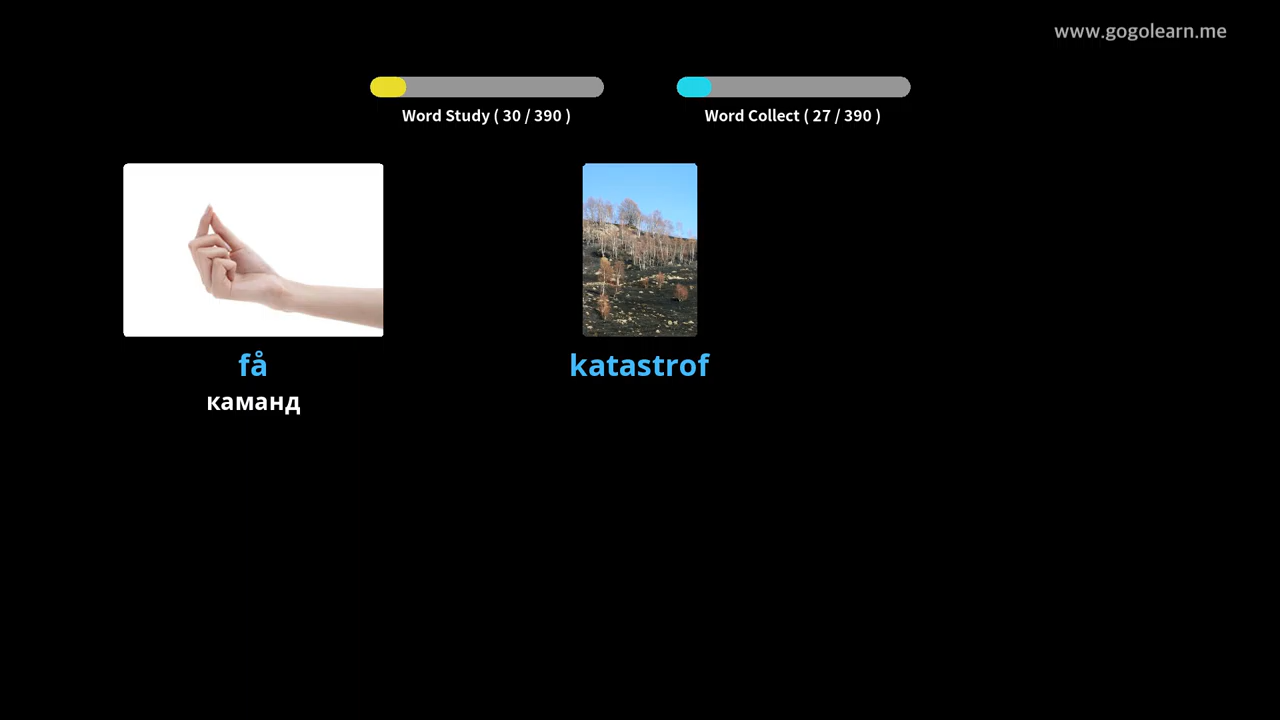 www.gogolearn.me
Word Study ( 30 / 390 )
Word Collect ( 27 / 390 )
få
каманд
katastrof